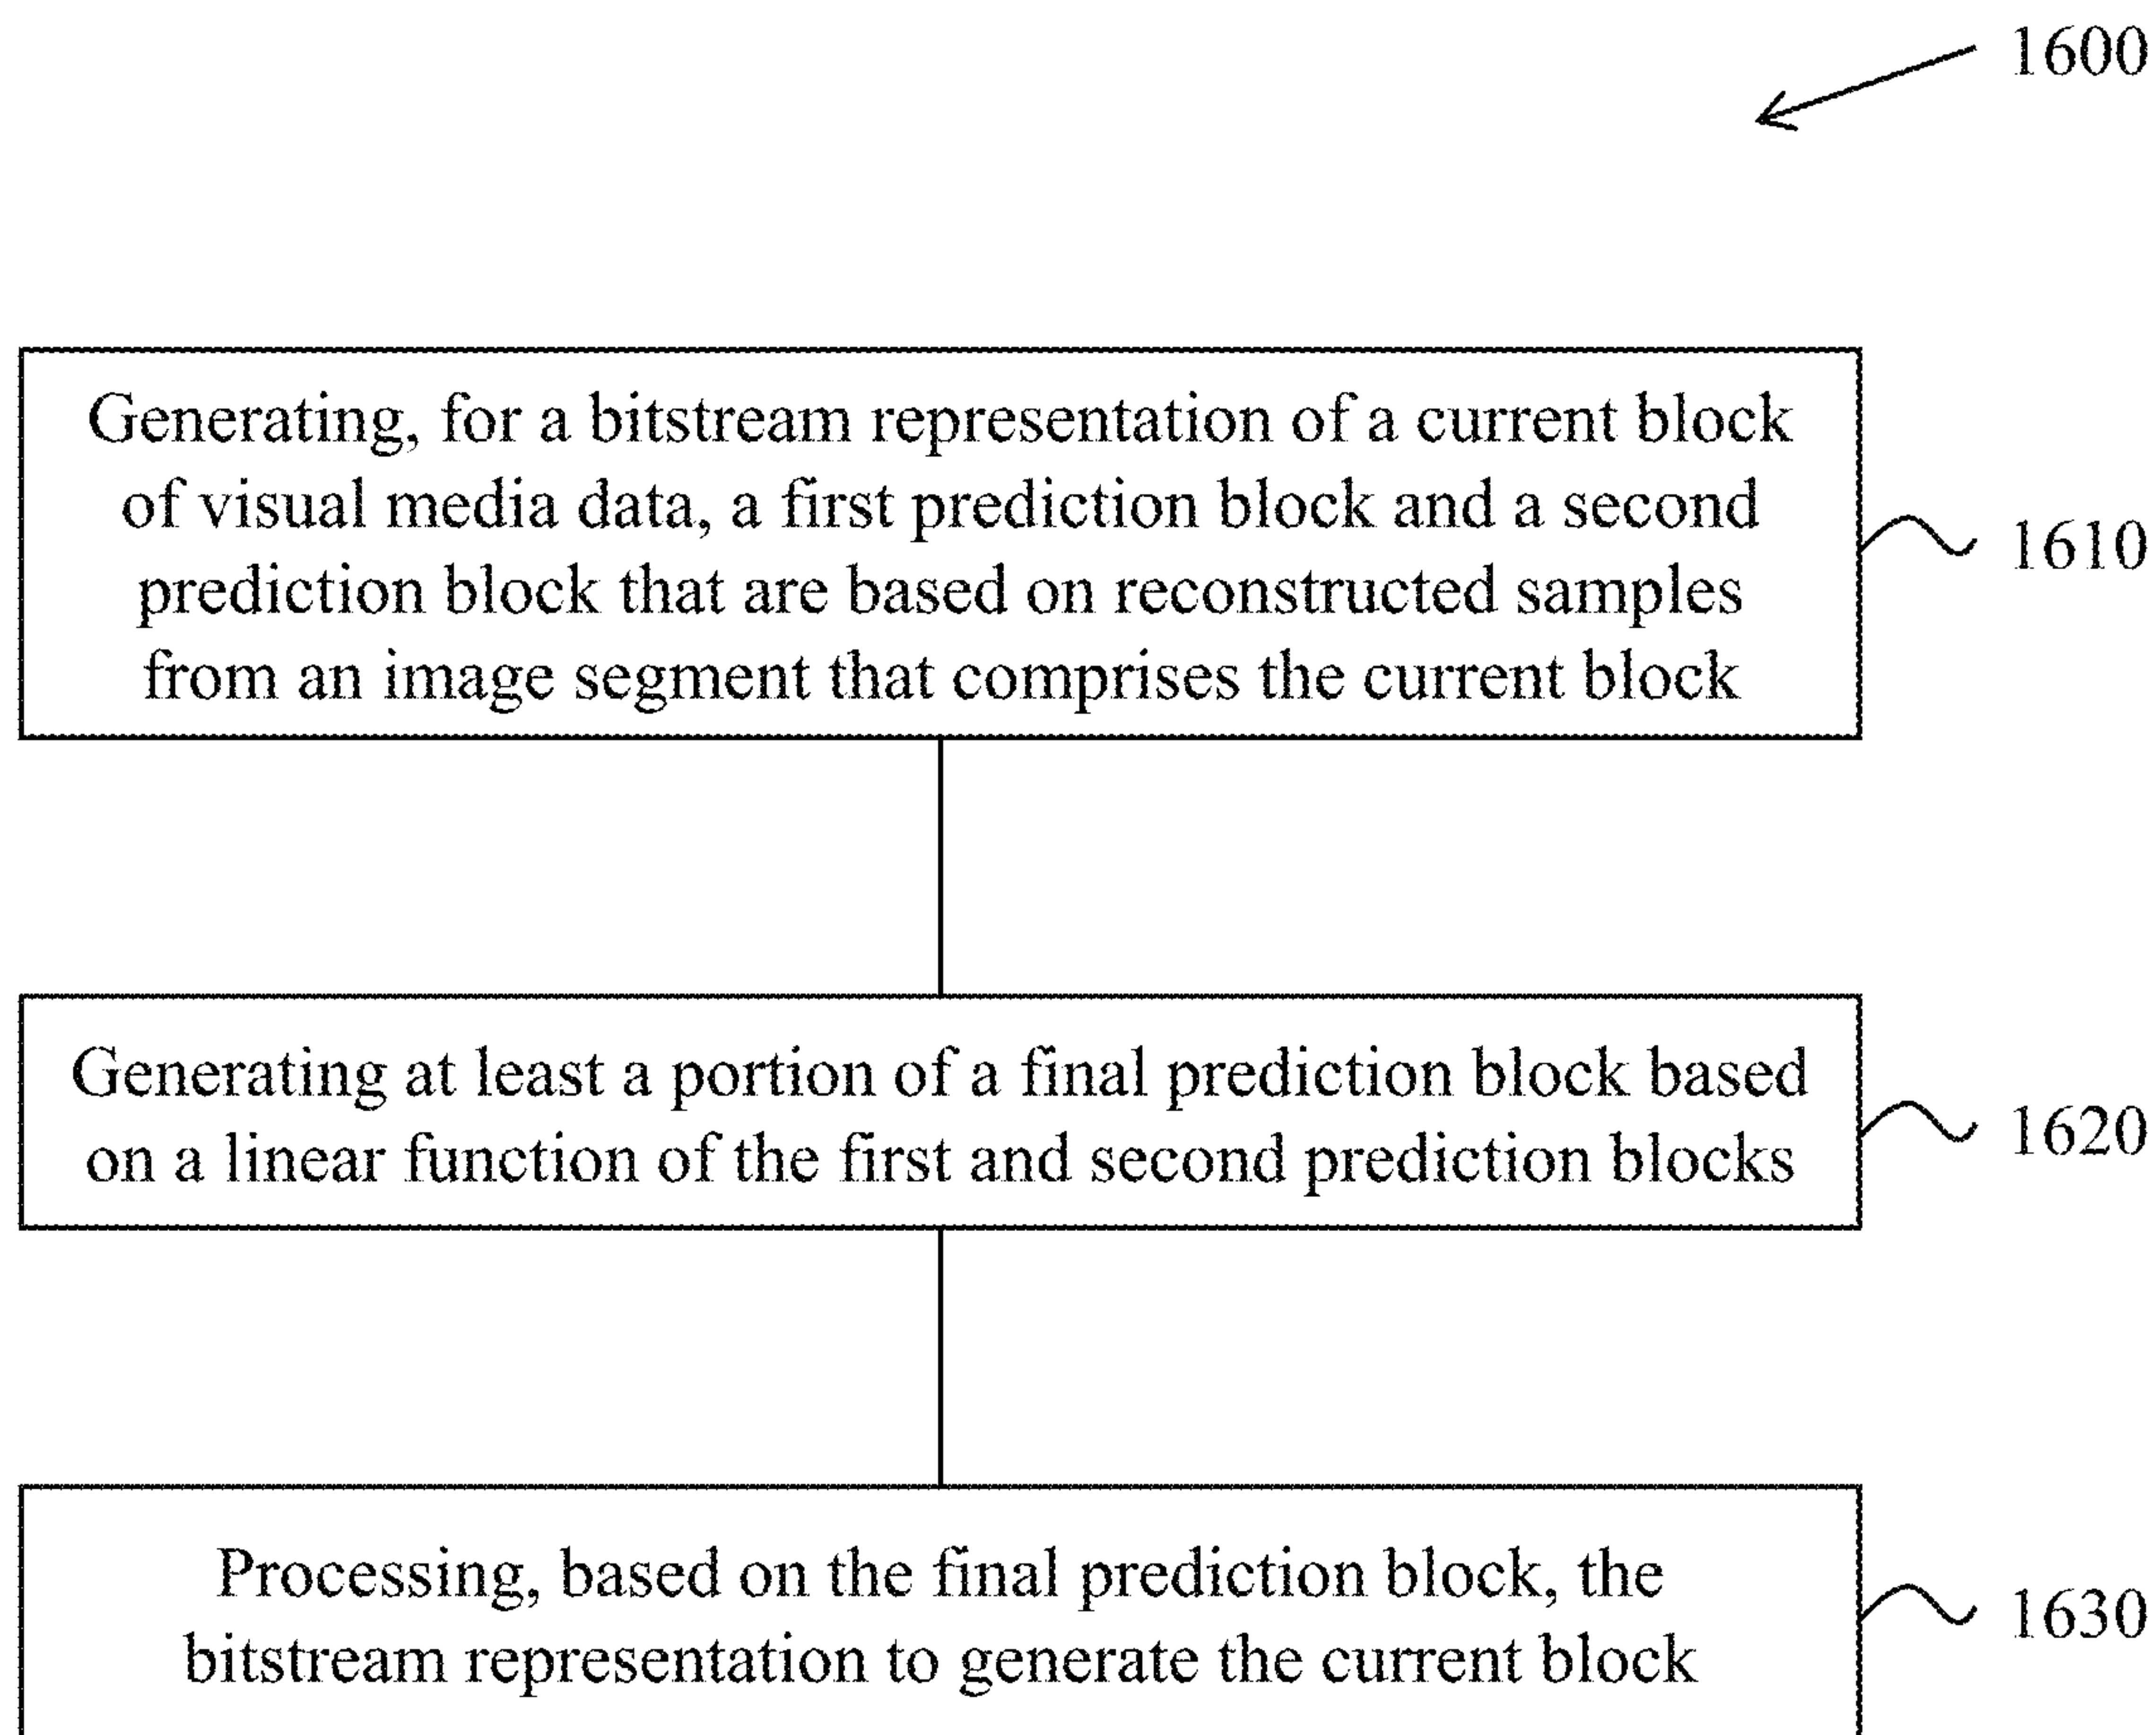 1600
Generating, for a bitstream representation of a current block
of visual media data, a first prediction block and a second
prediction block that are based on reconstructed samples
from an image segment that comprises the current block
1610
Generating at least a portion of a final prediction block based
on a linear function of the first and second prediction blocks
1620
Processing, based on the final prediction block, the
bitstream representation to generate the current block
1630